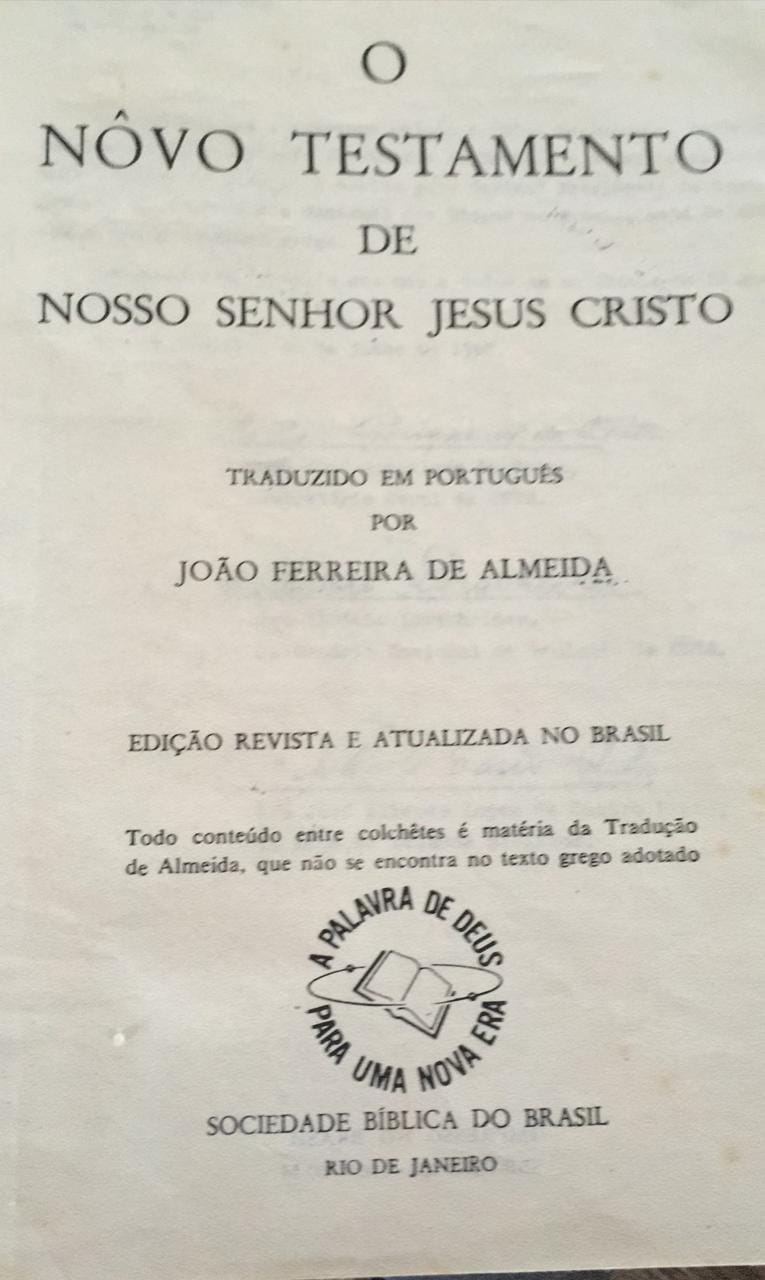 O
NÔVO TESTAMENTO
DE
NOSSO SENHOR JESUS CRISTO
TRADUZIDO EM PORTUGUÊS
POR
JOÃO FERREIRA DE ALMEIDA
EDIÇÃO REVISTA E ATUALIZADA NO BRASIL
Todo conteúdo entre colchêtes é matéria da Tradução
de Almeida, que não se encontra no texto grego adotado
A PALAVRA DE DEUS
PARA UMA NOVA ERA
SOCIEDADE BÍBLICA DO BRASIL
RIO DE JANEIRO